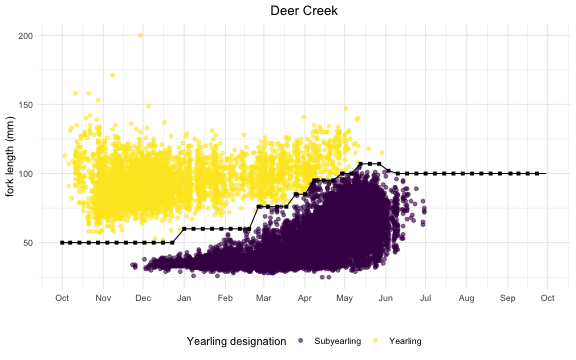 Deer Creek
fork length (mm)
200
150
100
50
Oct Nov Dec Jan Feb Mar Apr May Jun Jul Aug Sep Oct
Yearling designation Subyearling Yearling